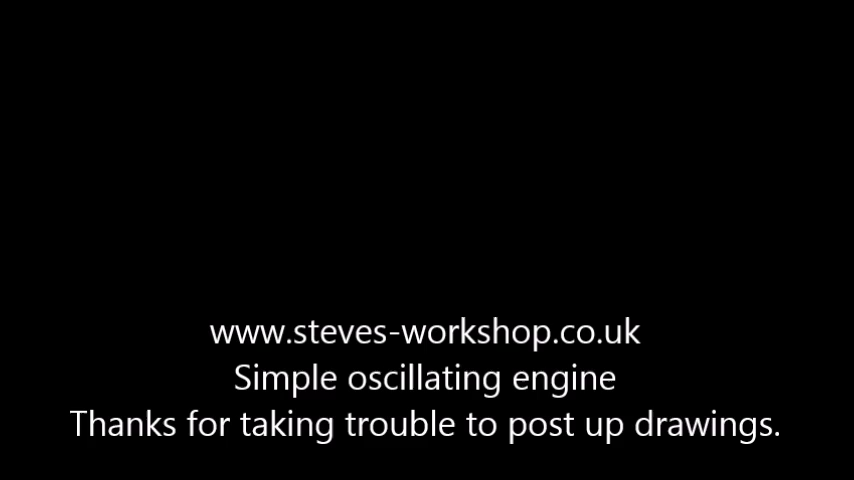 www.steves-workshop.co.uk
Simple oscillating engine
Thanks for taking trouble to post up drawings.